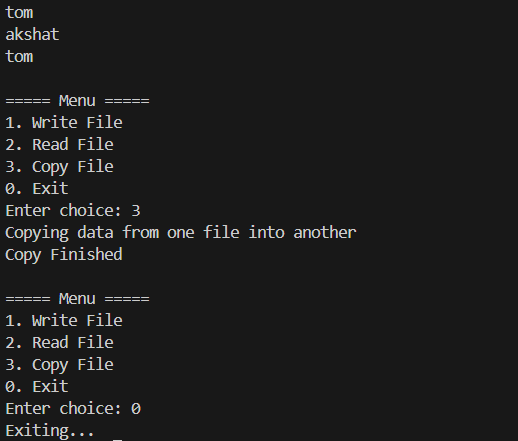 tom
akshat
tom
===== Menu =====
1. Write File
2. Read File
3. Copy File
0. Exit
Enter choice: 3
Copying data from one file into another
Copy Finished
===== Menu =====
1. Write File
2. Read File
3. Copy File
0. Exit
Enter choice: 0
Exiting...